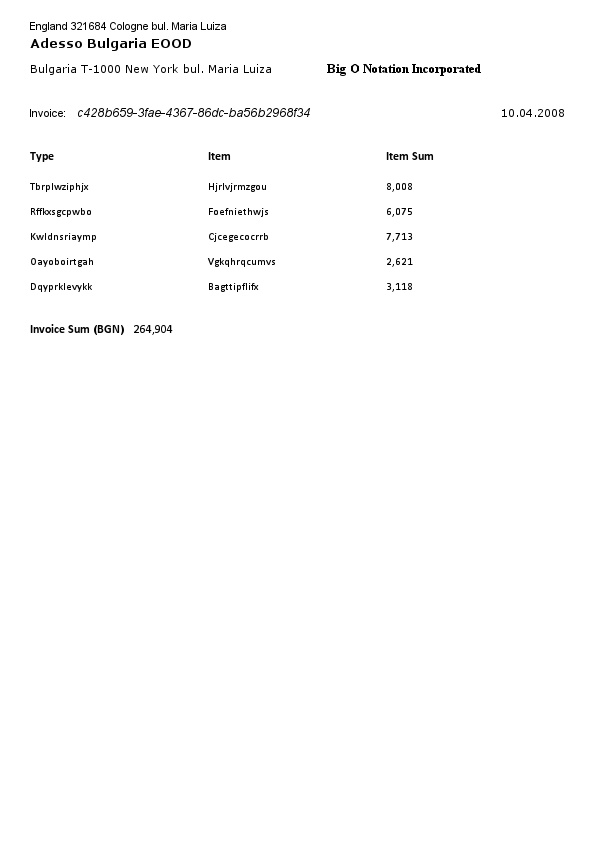 England 321684 Cologne bul. Maria Luiza
Adesso Bulgaria EOOD
Bulgaria T-1000 New York bul. Maria Luiza Big O Notation Incorporated
Invoice: c428b659-3fae-4367-86dc-ba56b2968f34 10.04.2008
Type Item Item Sum
Tbrplwziphjx Hjrlvjrmzgou 8,008
Rffkxsgcpwbo Foefniethwjs 6,075
Kwldnsriaymp Cjcegecocrrb 7,713
Oayoboirtgah Vgkqhrqcumvs 2,621
Dqyprklevykk Bagttipflifx 3,118
Invoice Sum (BGN) 264,904